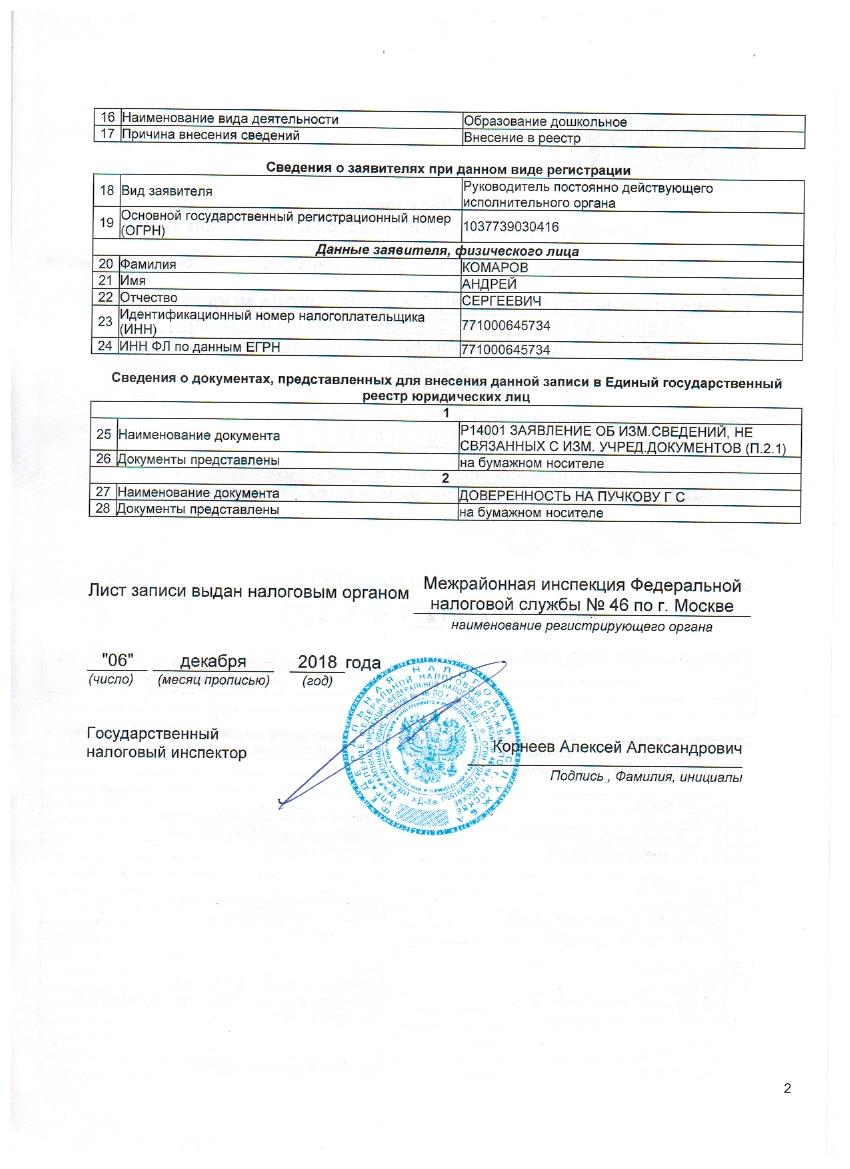 16 Наименование вида деятельности Образование дошкольное
17 Причина внесения сведений Внесение в реестр
Сведения о заявителях при данном виде регистрации
18 Вид заявителя Руководитель постоянно действующего
исполнительного органа
19 Основной государственный регистрационный номер
(ОГРН) 1037739030416
Данные заявителя, физического лица
20 Фамилия КОМАРОВ
21 Имя АНДРЕЙ
22 Отчество СЕРГЕЕВИЧ
23 Идентификационный номер налогоплательщика
(ИНН) 771000645734
24 ИНН ФЛ по данным ЕГРН 771000645734
Сведения о документах, представленных для внесения данной записи в Единый государственный
реестр юридических лиц
1
25 Наименование документа Р14001 ЗАЯВЛЕНИЕ ОБ ИЗМ.СВЕДЕНИЙ, НЕ
СВЯЗАННЫХ С ИЗМ. УЧРЕД.ДОКУМЕНТОВ (П.2.1)
26 Документы представлены на бумажном носителе
2
27 Наименование документа ДОВЕРЕННОСТЬ НА ПУЧКОВУ Г С
28 Документы представлены на бумажном носителе
Лист записи выдан налоговым органом Межрайонная инспекция Федеральной
налоговой службы № 46 по г. Москве
наименование регистрирующего органа
"06" декабря 2018 года
(число) (месяц прописью) (год)
ФЕДЕРАЛЬНАЯ НАЛОГОВАЯ СЛУЖБА
Государственный
налоговый инспектор
Корнеев Алексей Александрович
Подпись , Фамилия, инициалы
2